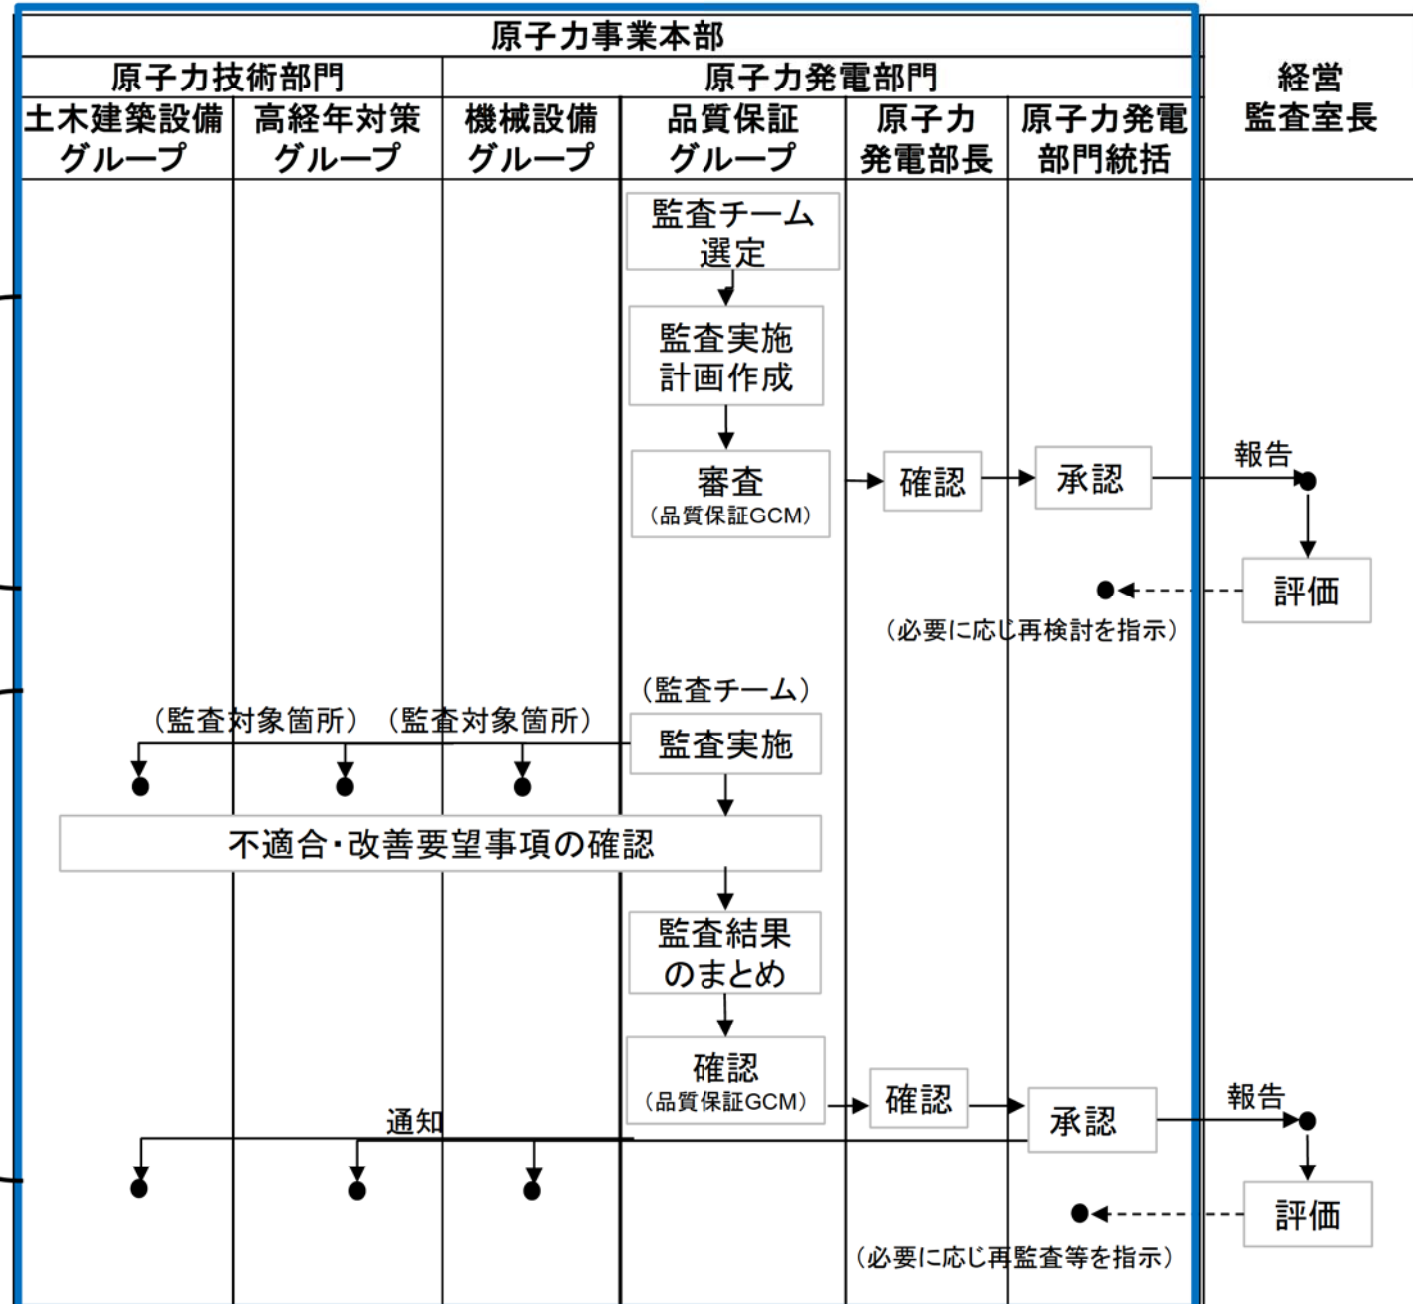 原子力事業本部
原子力技術部門
原子力発電部門
経営
監査室長
土木建築設備
グループ
高経年対策
グループ
機械設備
グループ
品質保証
グループ
原子力
発電部長
原子力発電
部門統括
監査チーム
選定
監査実施
計画作成
審査
（品質保証GCM）
確認
承認
報告
評価
（必要に応じ再検討を指示）
（監査チーム）
（監査対象箇所）
（監査対象箇所）
監査実施
不適合・改善要望事項の確認
監査結果
のまとめ
確認
（品質保証GCM）
確認
承認
報告
通知
評価
（必要に応じ再監査等を指示）